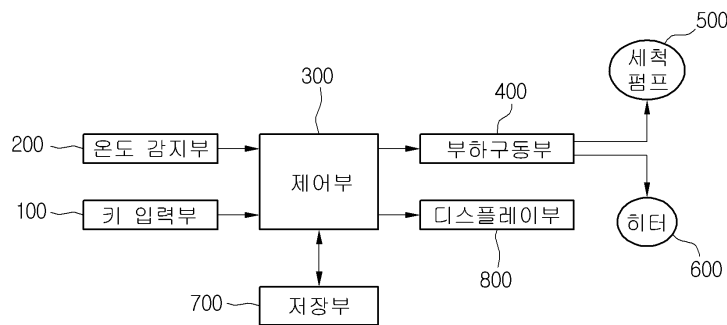 500
세척
펌프
300
400
200
온도 감지부
제어부
부하구동부
100
키 입력부
디스플레이부
히터
800
600
700
저장부